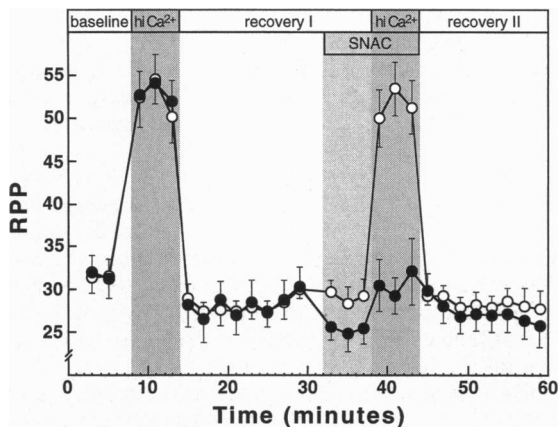 baseline hi Ca²⁺ recovery I hi Ca²⁺ recovery II
SNAC
55
50
45
40
35
30
25
RPP
0 10 20 30 40 50 60
Time (minutes)